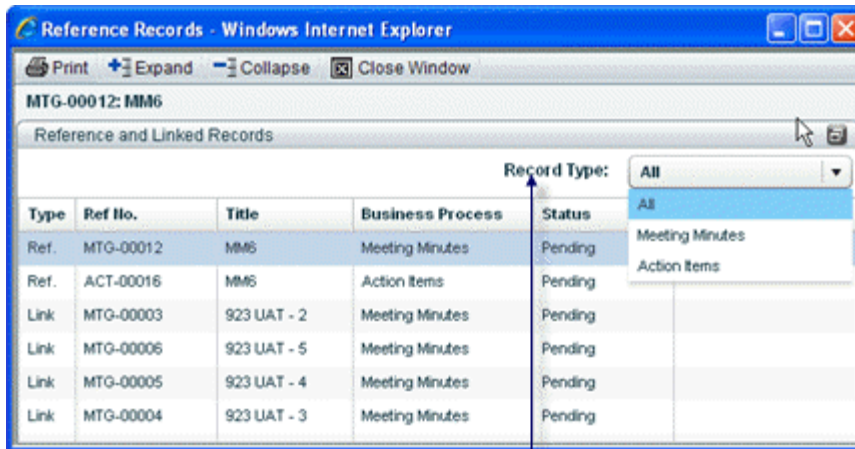 Reference Records - Windows Internet Explorer
Print Expand Collapse Close Window
MTG-00012: MM6
Reference and Linked Records
Record Type: All
All
Meeting Minutes
Action Items
Type Ref No. Title Business Process Status
Ref. MTG-00012 MM6 Meeting Minutes Pending
Ref. ACT-00016 MM6 Action Items Pending
Link MTG-00003 923 UAT - 2 Meeting Minutes Pending
Link MTG-00006 923 UAT - 5 Meeting Minutes Pending
Link MTG-00005 923 UAT - 4 Meeting Minutes Pending
Link MTG-00004 923 UAT - 3 Meeting Minutes Pending